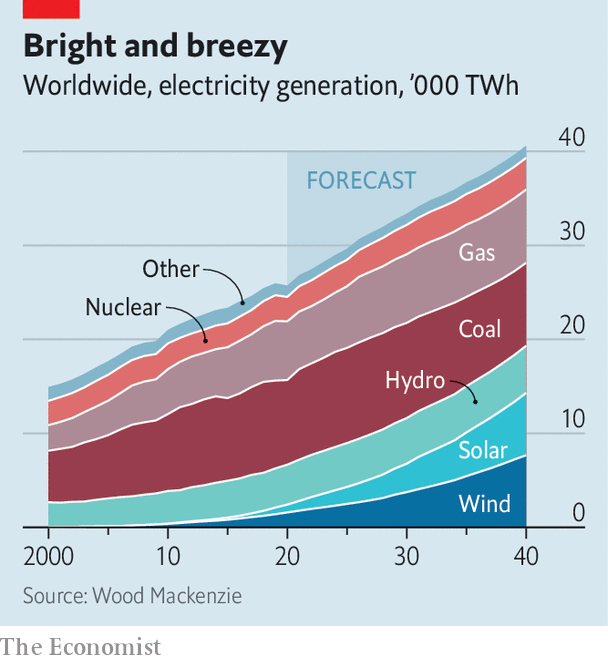 Bright and breezy
Worldwide, electricity generation, ’000 TWh
40
FORECAST
30
Gas
Other
Nuclear
20
Coal
Hydro
10
Solar
Wind
0
2000 10 20 30 40
Source: Wood Mackenzie
The Economist